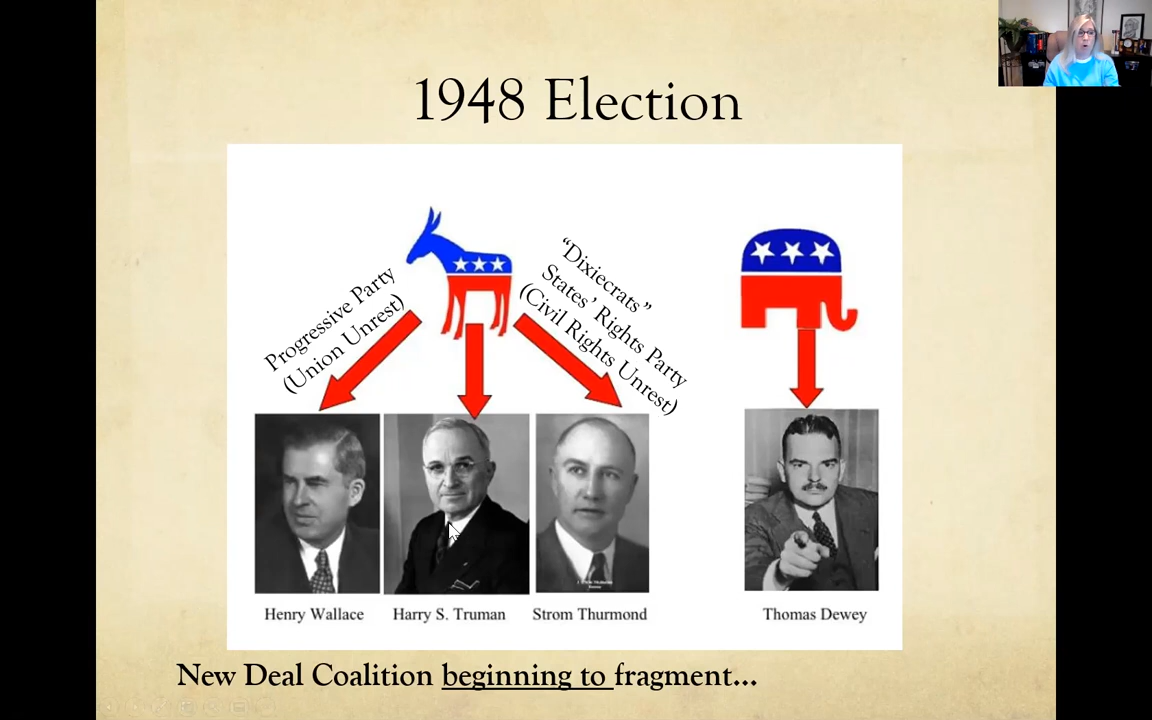 1948 Election
Progressive Party
(Union Unrest)
“Dixiecrats”
States’ Rights Party
(Civil Rights Unrest)
Henry Wallace
Harry S. Truman
Strom Thurmond
Thomas Dewey
New Deal Coalition beginning to fragment...